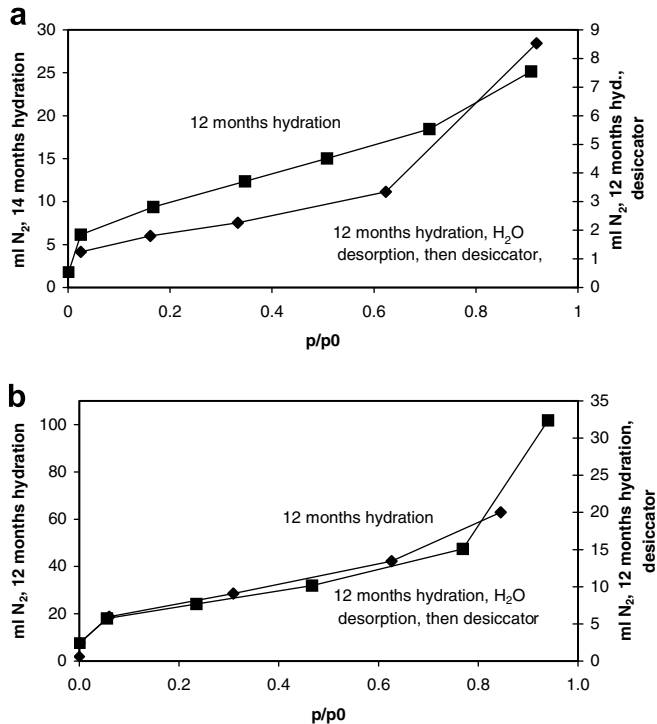 a
ml N₂, 14 months hydration
30
25
20
15
10
5
0
12 months hydration
12 months hydration, H₂O
desorption, then desiccator,
9
8
7
6
5
4
3
2
1
0
ml N₂, 12 months hyd.,
desiccator
0
0.2
0.4
0.6
0.8
1
p/p0
b
ml N₂, 12 months hydration
100
80
60
40
20
0
12 months hydration
12 months hydration, H₂O
desorption, then desiccator
35
30
25
20
15
10
5
0
ml N₂, 12 months hydration,
desiccator
0.0
0.2
0.4
0.6
0.8
1.0
p/p0